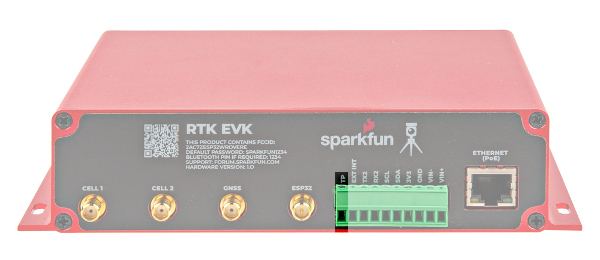 RTK EVK
THIS PRODUCT CONTAINS FCCID:
2AC7ZESP32WROVERE
DEFAULT PASSWORD: SPARKFUN1234
BLUETOOTH PIN IF REQUIRED: 1234
SUPPORT: FORUM.SPARKFUN.COM
HARDWARE VERSION: 1.0
sparkfun
ETHERNET
(PoE)
CELL 1
CELL 2
GNSS
ESP32
TP
EXT INT
TX2
RX2
SCL
SDA
3V3
GND
VIN-
VIN+